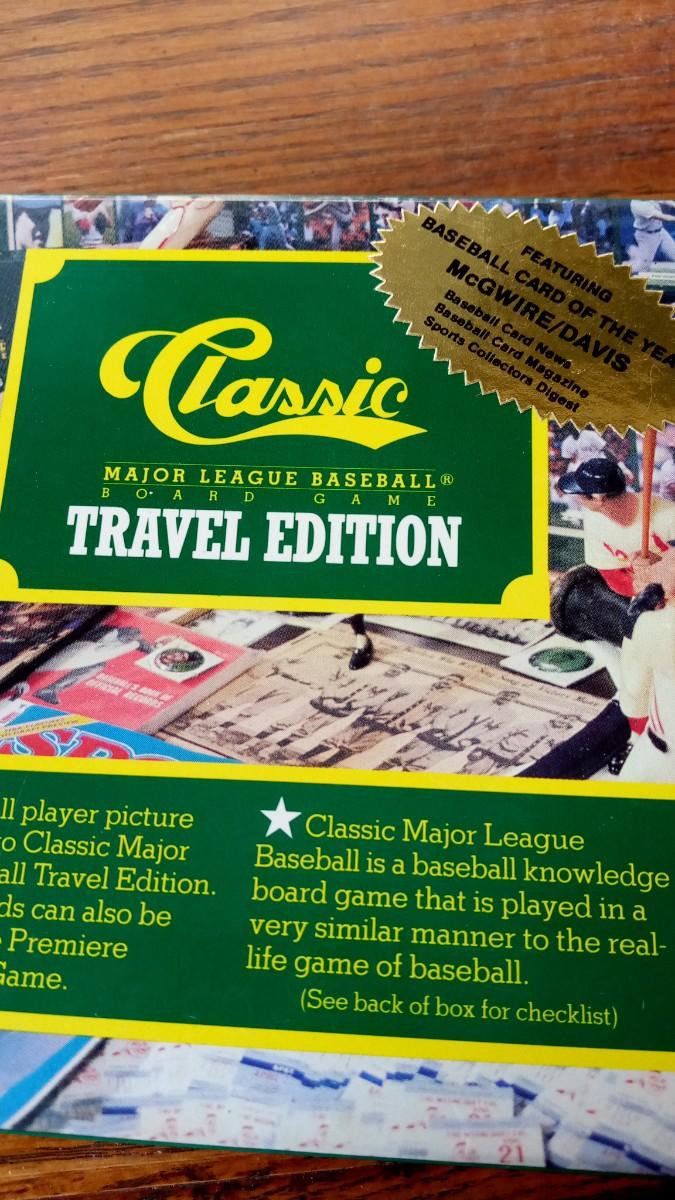 FEATURING
BASEBALL CARD OF THE YEA
McGWIRE/DAVIS
Baseball Card News
Baseball Card Magazine
Sports Collectors Digest
Classic
MAJOR LEAGUE BASEBALL®
BOARD GAME
TRAVEL EDITION
ll player picture
o Classic Major
all Travel Edition.
ds can also be
Premiere
Game.
★ Classic Major League
Baseball is a baseball knowledge
board game that is played in a
very similar manner to the real-
life game of baseball.
(See back of box for checklist)
21